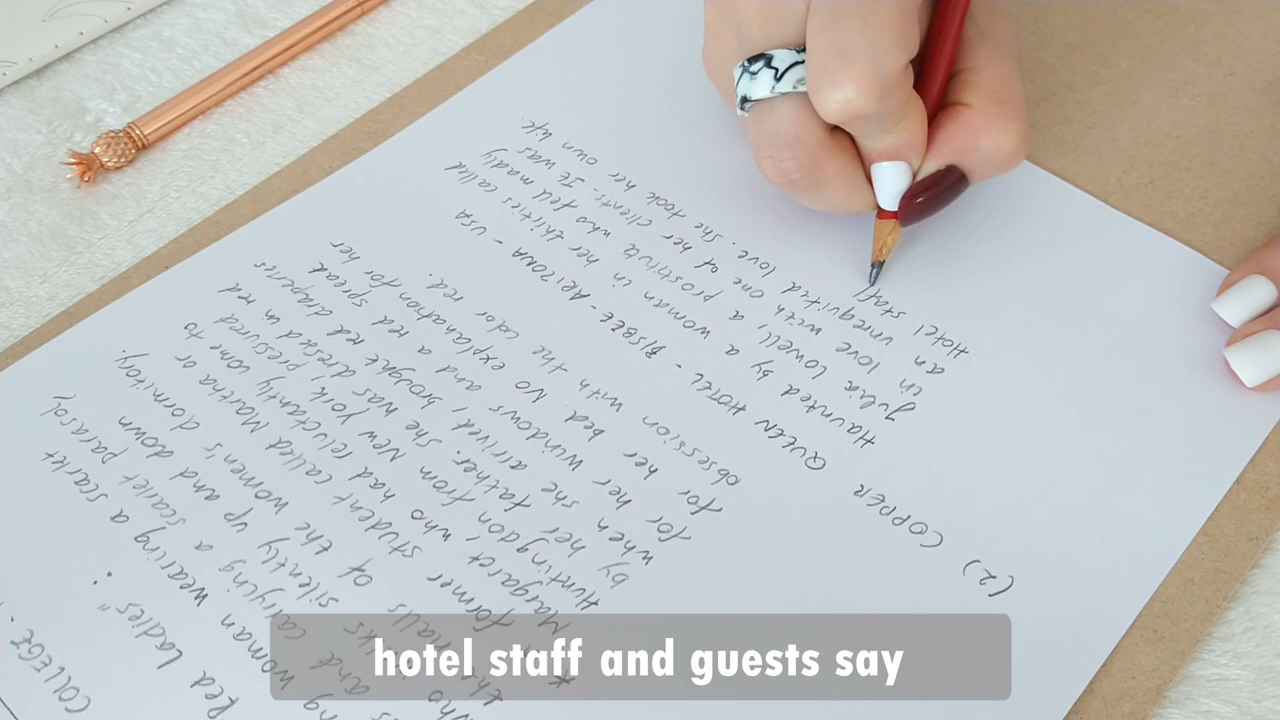 COLLEGE
Red Ladies":
woman wearing a scarlet
and carrying a scarlet parasol,
who walks silently up and down
the halls of the women's dormitory.
former student called Martha or
Margaret, who had reluctantly come to
Huntingdon from New York, pressured
by her father. She was dressed in red
when she arrived, brought red draperies
for her windows and a red spread
for her bed. No explanation for her
obsession with the color red.
(2) COPPER QUEEN HOTEL - BISBEE - ARIZONA - USA
Haunted by a woman in her thirties called
Julia Lowell, a prostitute who fell madly
in love with one of her clients. It was
an unrequited love. She took her own life.
Hotel staff
hotel staff and guests say